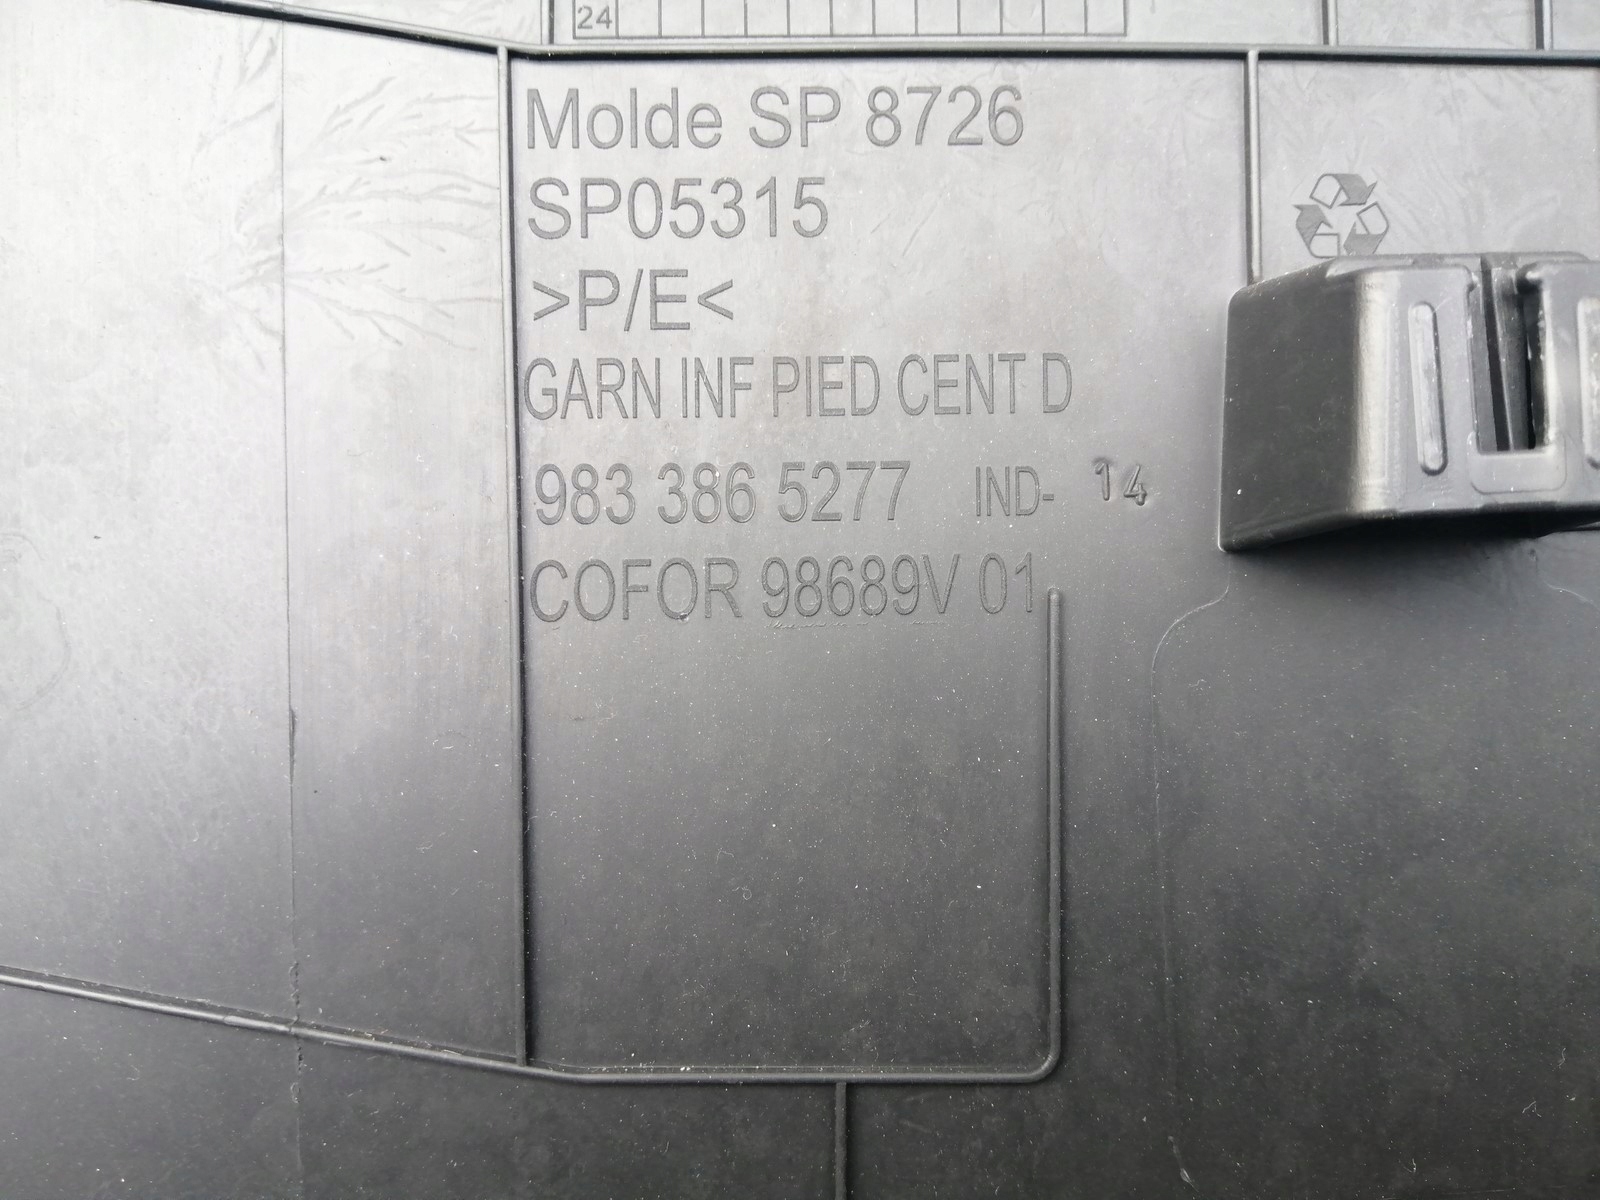 24
Molde SP 8726
SP05315
>P/E<
GARN INF PIED CENT D
983 386 5277 IND- 14
COFOR 98689V 01